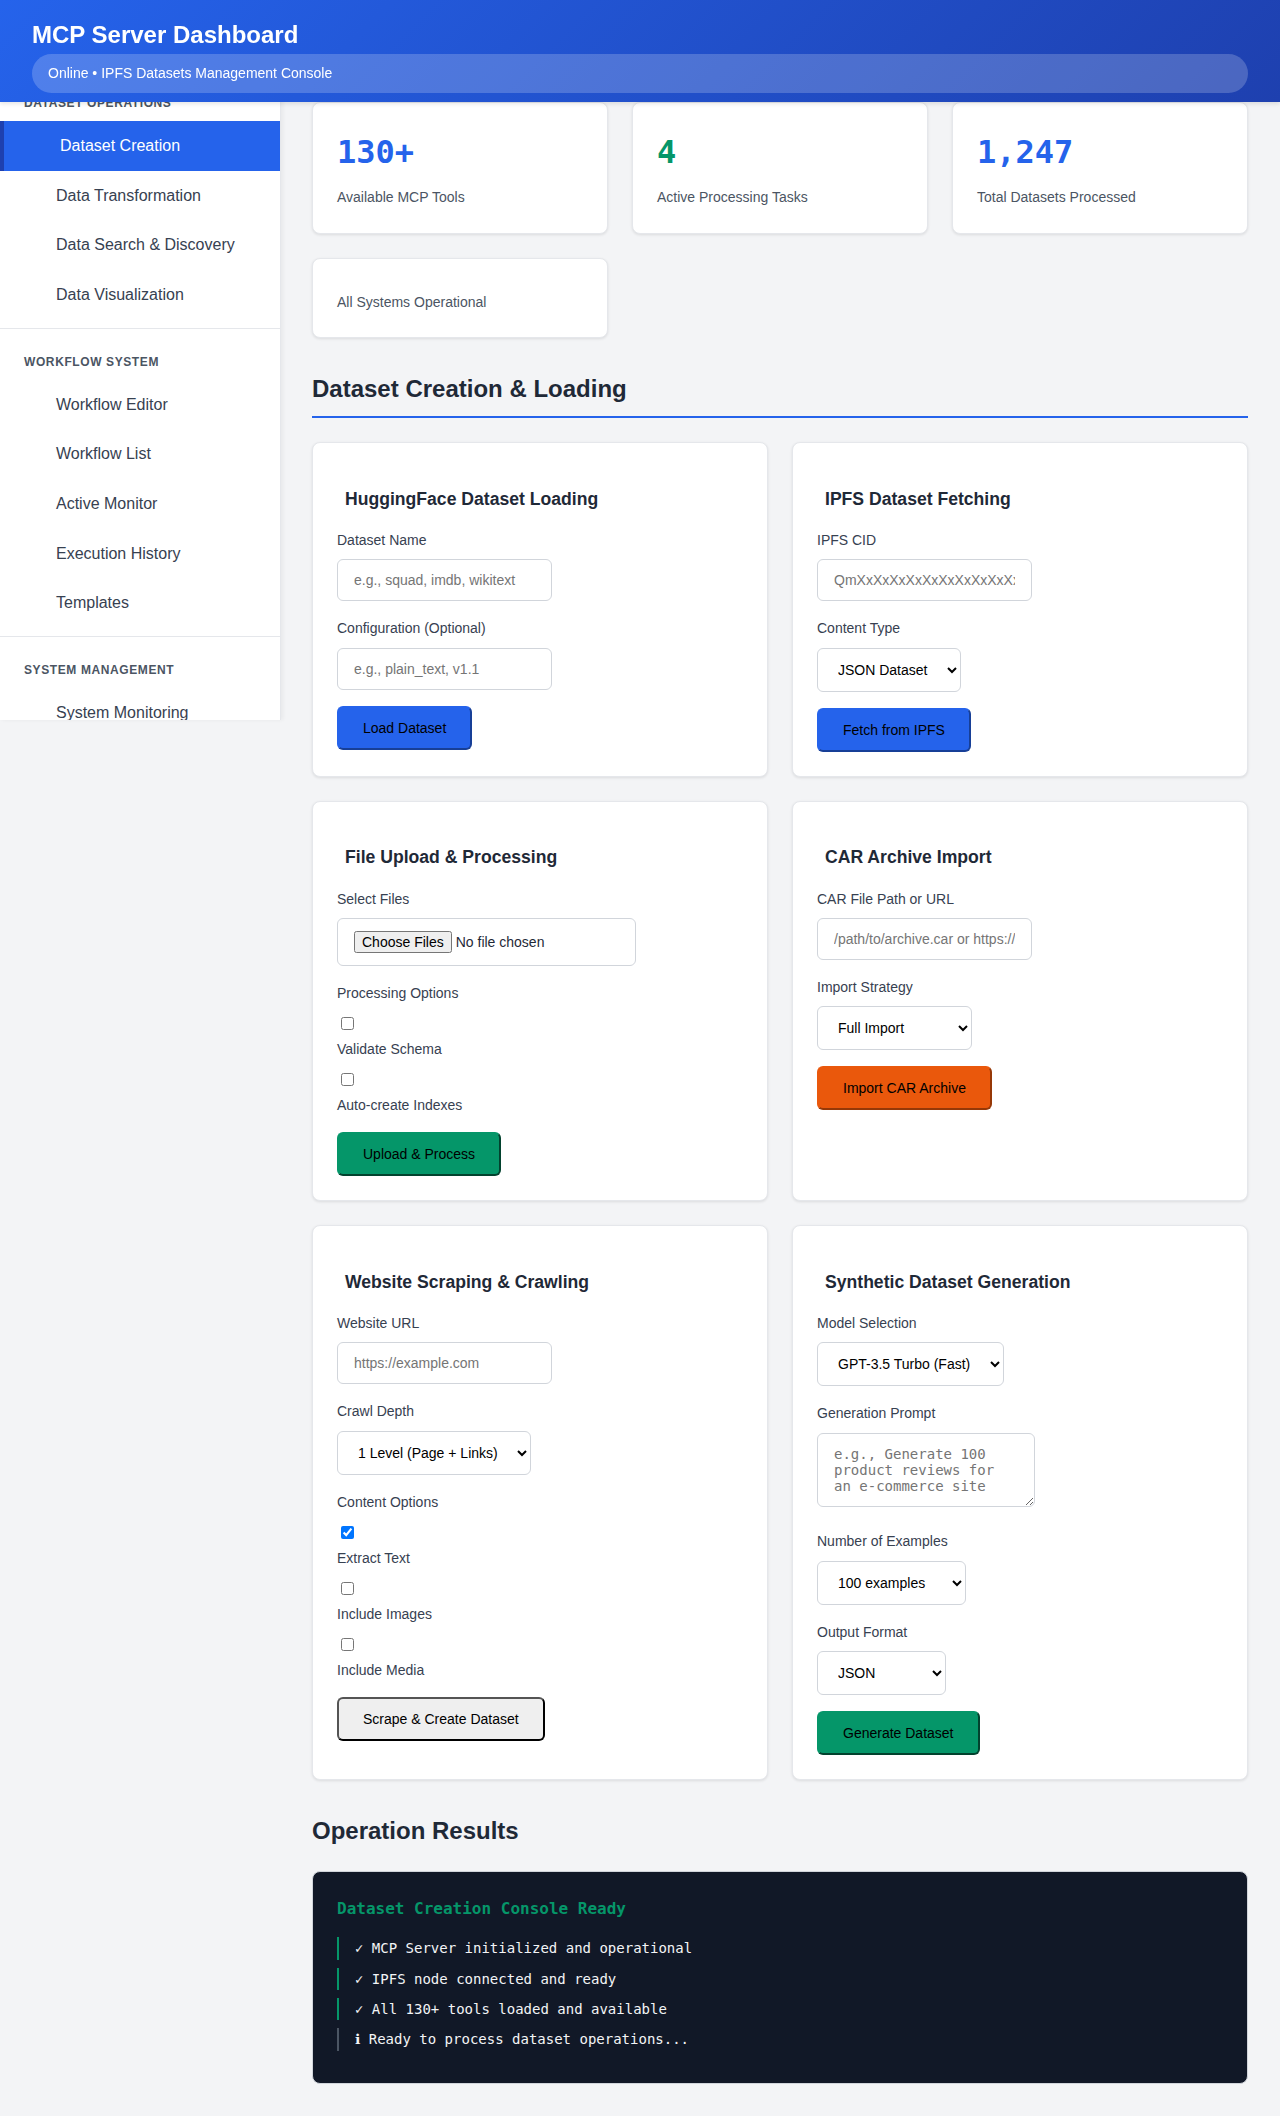 MCP Server Dashboard
Online • IPFS Datasets Management Console
DATASET OPERATIONS
Dataset Creation
Data Transformation
Data Search & Discovery
Data Visualization
WORKFLOW SYSTEM
Workflow Editor
Workflow List
Active Monitor
Execution History
Templates
SYSTEM MANAGEMENT
System Monitoring
130+
Available MCP Tools
4
Active Processing Tasks
1,247
Total Datasets Processed
All Systems Operational
Dataset Creation & Loading
HuggingFace Dataset Loading
Dataset Name
e.g., squad, imdb, wikitext
Configuration (Optional)
e.g., plain_text, v1.1
Load Dataset
IPFS Dataset Fetching
IPFS CID
QmXxXxXxXxXxXxXxXxXxX
Content Type
JSON Dataset
Fetch from IPFS
File Upload & Processing
Select Files
Choose Files No file chosen
Processing Options
Validate Schema
Auto-create Indexes
Upload & Process
CAR Archive Import
CAR File Path or URL
/path/to/archive.car or https://
Import Strategy
Full Import
Import CAR Archive
Website Scraping & Crawling
Website URL
https://example.com
Crawl Depth
1 Level (Page + Links)
Content Options
Extract Text
Include Images
Include Media
Scrape & Create Dataset
Synthetic Dataset Generation
Model Selection
GPT-3.5 Turbo (Fast)
Generation Prompt
e.g., Generate 100
product reviews for
an e-commerce site
Number of Examples
100 examples
Output Format
JSON
Generate Dataset
Operation Results
Dataset Creation Console Ready
✓ MCP Server initialized and operational
✓ IPFS node connected and ready
✓ All 130+ tools loaded and available
ℹ Ready to process dataset operations...